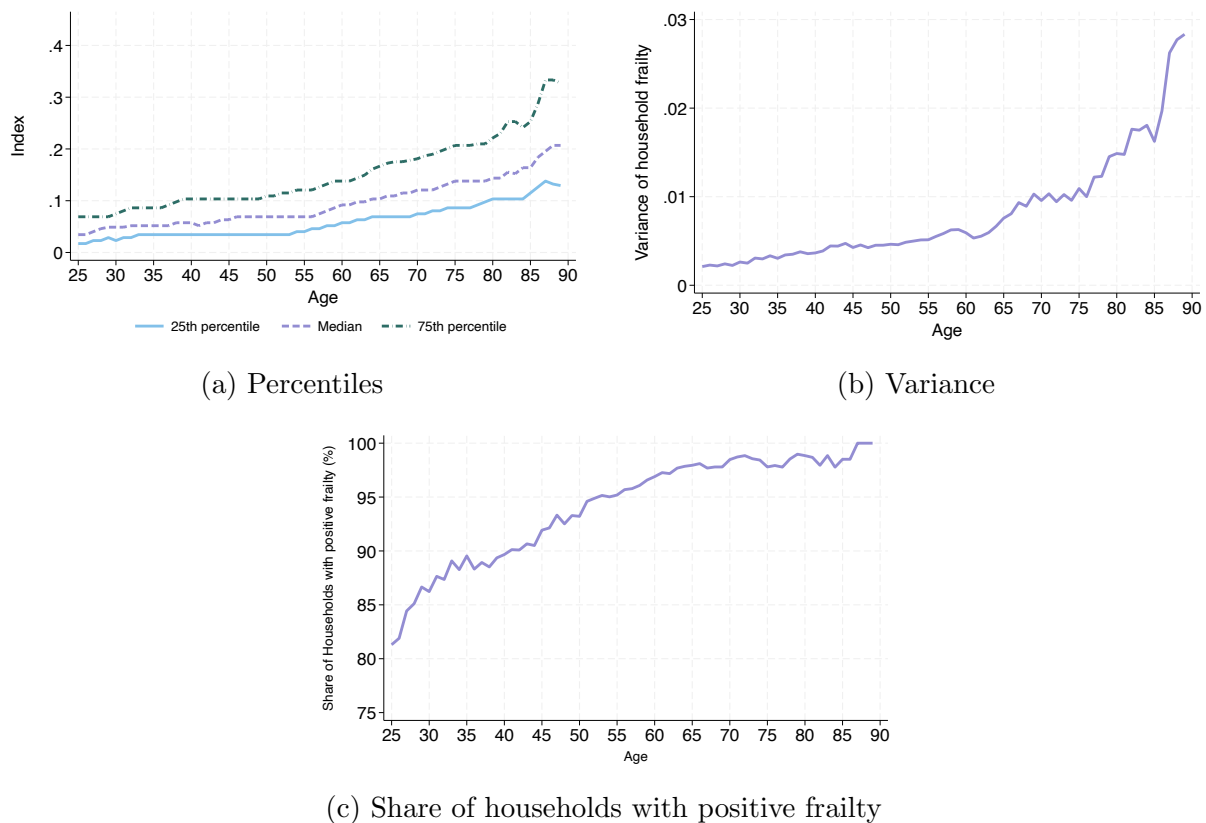 .4
.3
.2
.1
0
Index
25 30 35 40 45 50 55 60 65 70 75 80 85 90
Age
25th percentile Median 75th percentile
(a) Percentiles
.03
.02
.01
0
Variance of household frailty
25 30 35 40 45 50 55 60 65 70 75 80 85 90
Age
(b) Variance
100
95
90
85
80
75
Share of Households with positive frailty (%)
25 30 35 40 45 50 55 60 65 70 75 80 85 90
Age
(c) Share of households with positive frailty